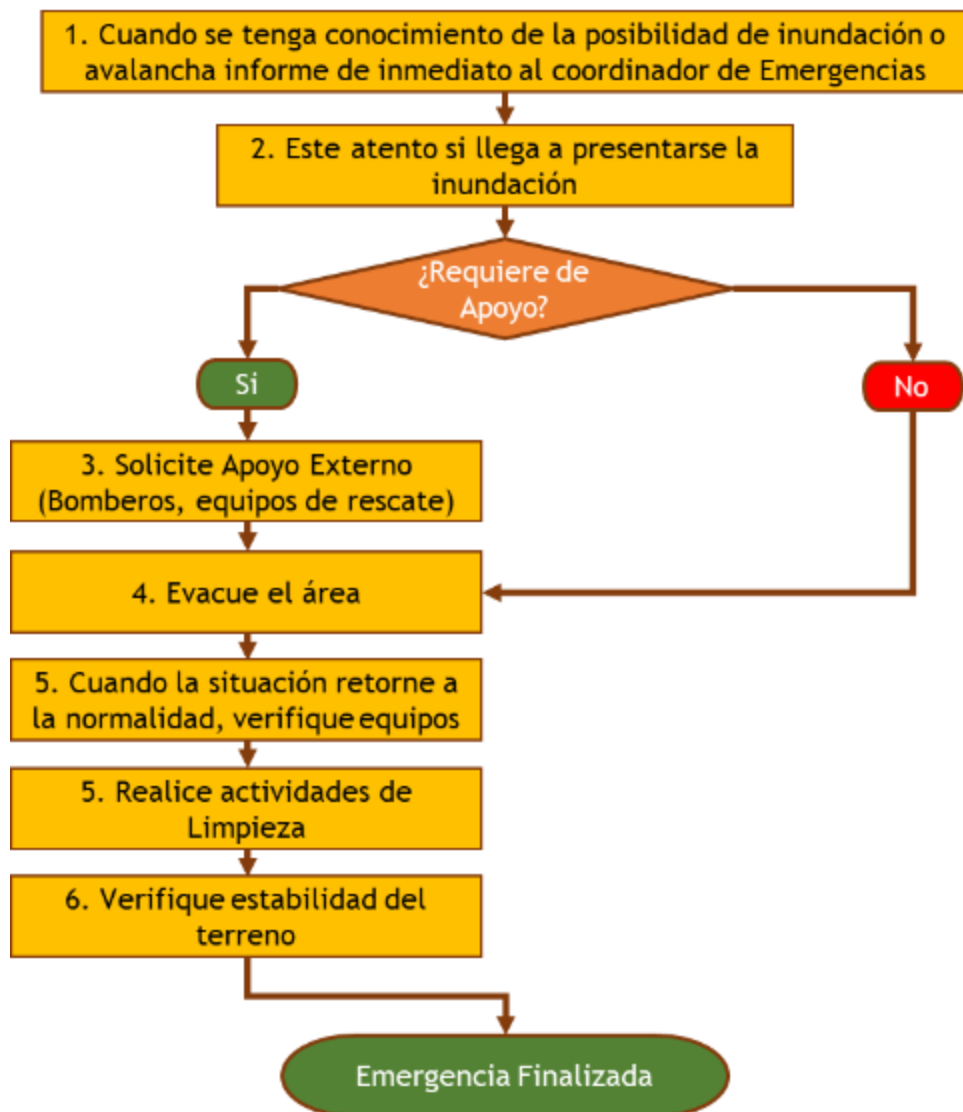 1. Cuando se tenga conocimiento de la posibilidad de inundación o
avalancha informe de inmediato al coordinador de Emergencias
2. Este atento si llega a presentarse la
inundación
¿Requiere de
Apoyo?
Si
No
3. Solicite Apoyo Externo
(Bomberos, equipos de rescate)
4. Evacue el área
5. Cuando la situación retorne a
la normalidad, verifique equipos
5. Realice actividades de
Limpieza
6. Verifique estabilidad del
terreno
Emergencia Finalizada